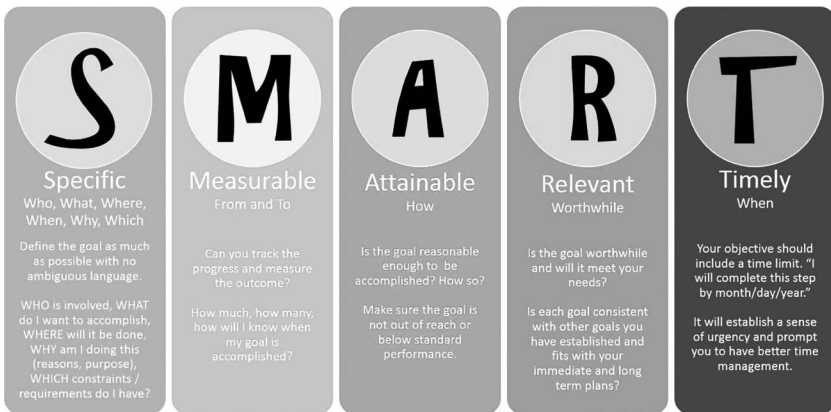 S
Specific
Who, What, Where,
When, Why, Which
Define the goal as much
as possible with no
ambiguous language.
WHO is involved, WHAT
do I want to accomplish,
WHERE will it be done,
WHY am I doing this
(reasons, purpose),
WHICH constraints /
requirements do I have?
M
Measurable
From and To
Can you track the
progress and measure
the outcome?
How much, how many,
how will I know when
my goal is
accomplished?
A
Attainable
How
Is the goal reasonable
enough to be
accomplished? How so?
Make sure the goal is
not out of reach or
below standard
performance.
R
Relevant
Worthwhile
Is the goal worthwhile
and will it meet your
needs?
Is each goal consistent
with other goals you
have established and
fits with your
immediate and long
term plans?
T
Timely
When
Your objective should
include a time limit. “I
will complete this step
by month/day/year.”
It will establish a sense
of urgency and prompt
you to have better time
management.